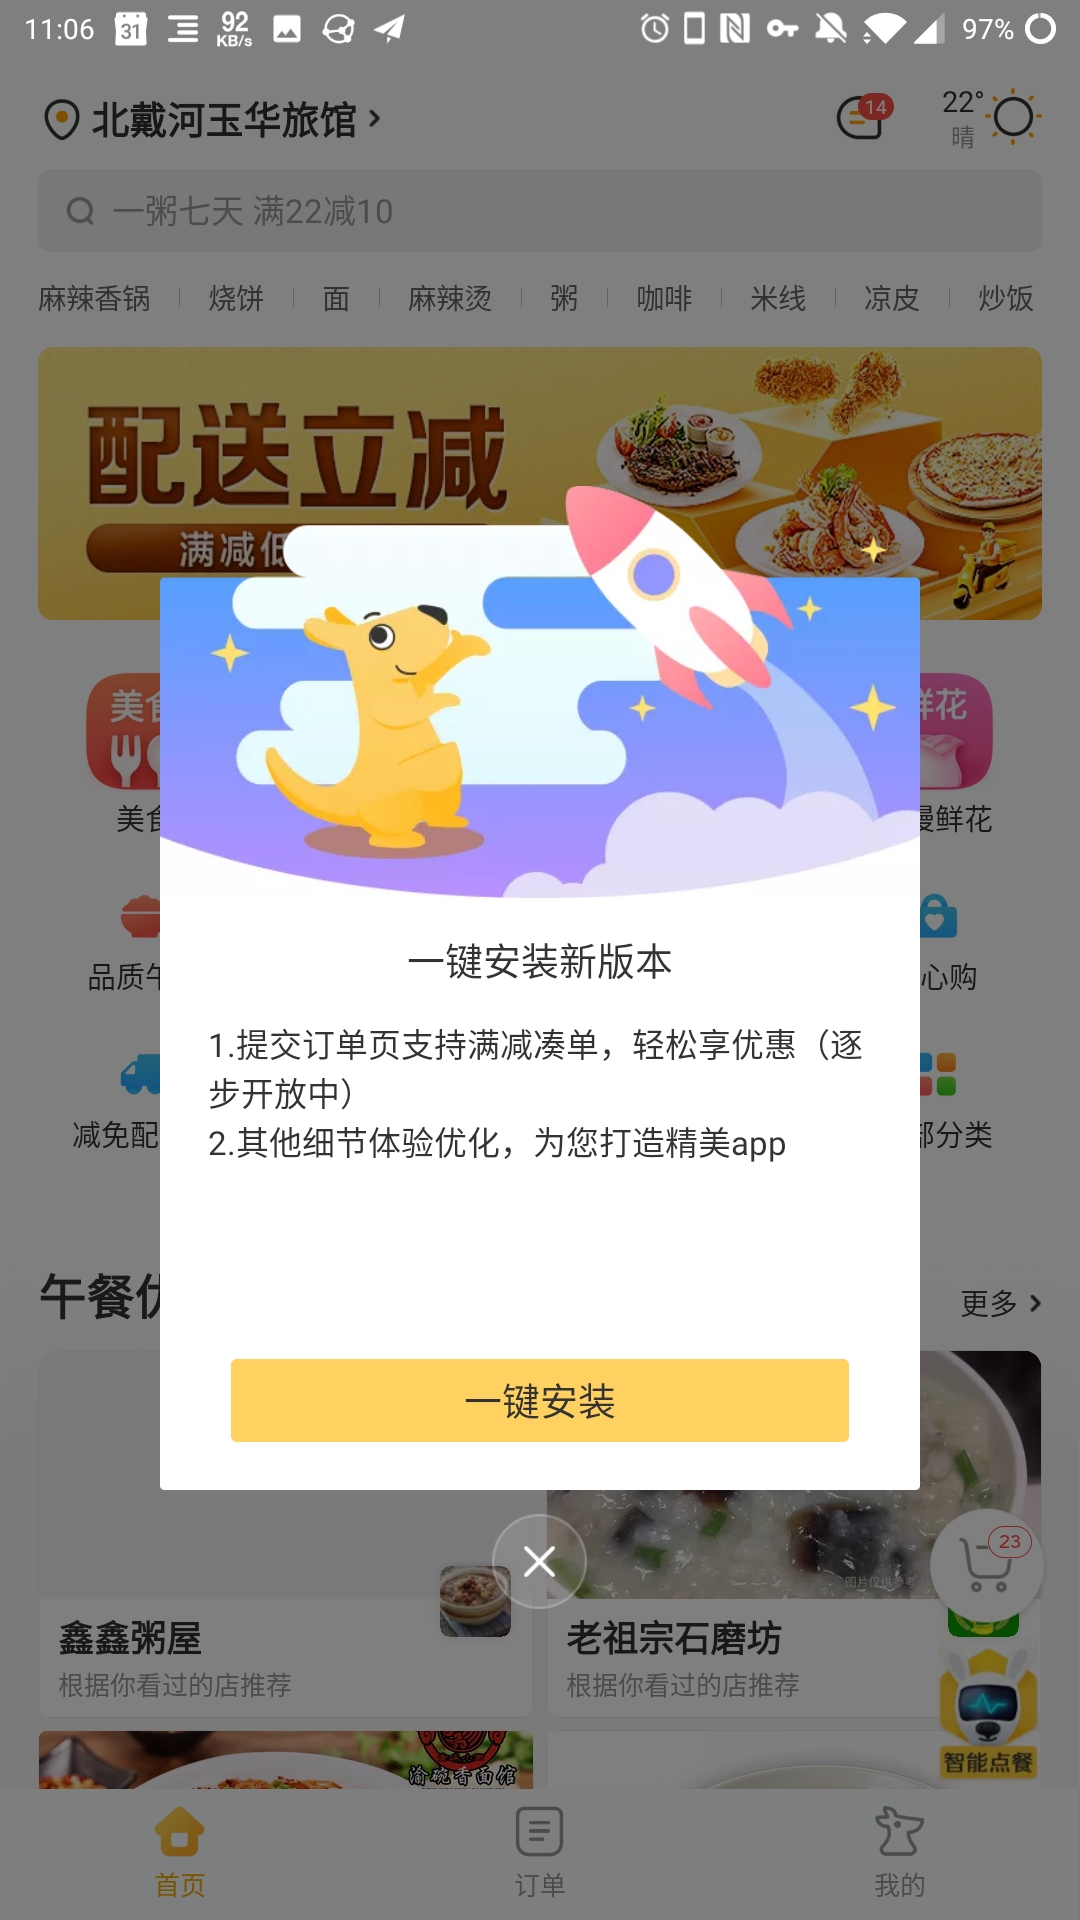 11:06
31
92
KB/s
97%
北戴河玉华旅馆
14
22°
晴
一粥七天 满22减10
麻辣香锅
烧饼
面
麻辣烫
粥
咖啡
米线
凉皮
炒饭
配送立减
满减低
美食
鲜花
美食
漫鲜花
一键安装新版本
品质午
心购
1.提交订单页支持满减凑单，轻松享优惠（逐
步开放中）
减免配
部分类
2.其他细节体验优化，为您打造精美app
午餐优
更多
一键安装
23
图片仅供参考
鑫鑫粥屋
老祖宗石磨坊
根据你看过的店推荐
根据你看过的店推荐
渝碗香面馆
智能点餐
首页
订单
我的